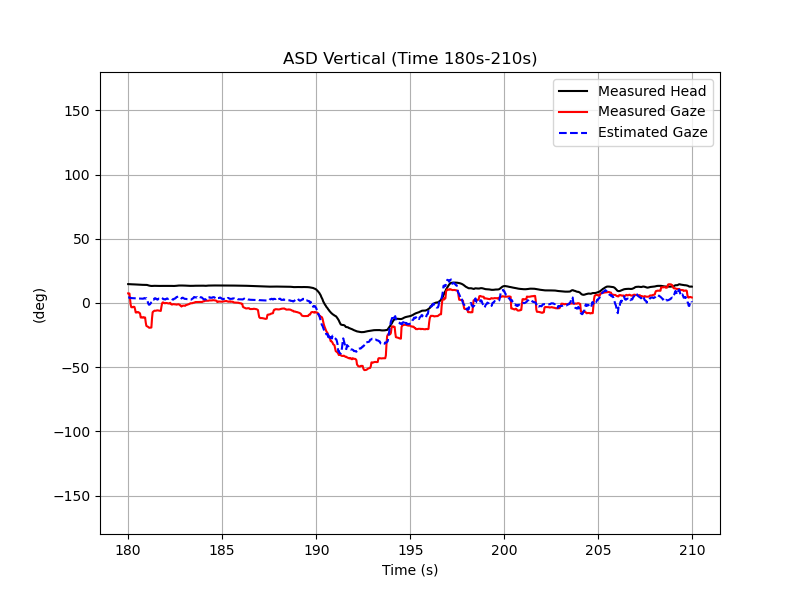 ASD Vertical (Time 180s-210s)
Measured Head
Measured Gaze
Estimated Gaze
150
100
50
0
−50
−100
−150
(deg)
180 185 190 195 200 205 210
Time (s)